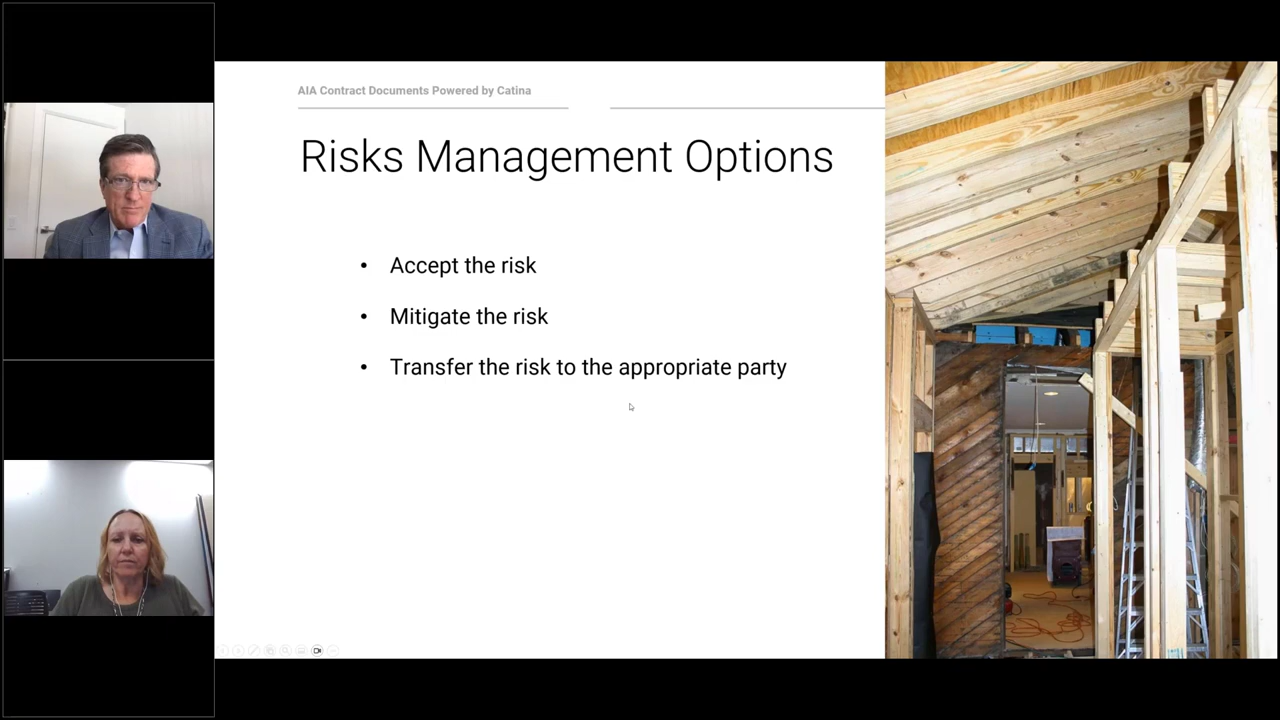 AIA Contract Documents Powered by Catina
Risks Management Options
• Accept the risk
• Mitigate the risk
• Transfer the risk to the appropriate party